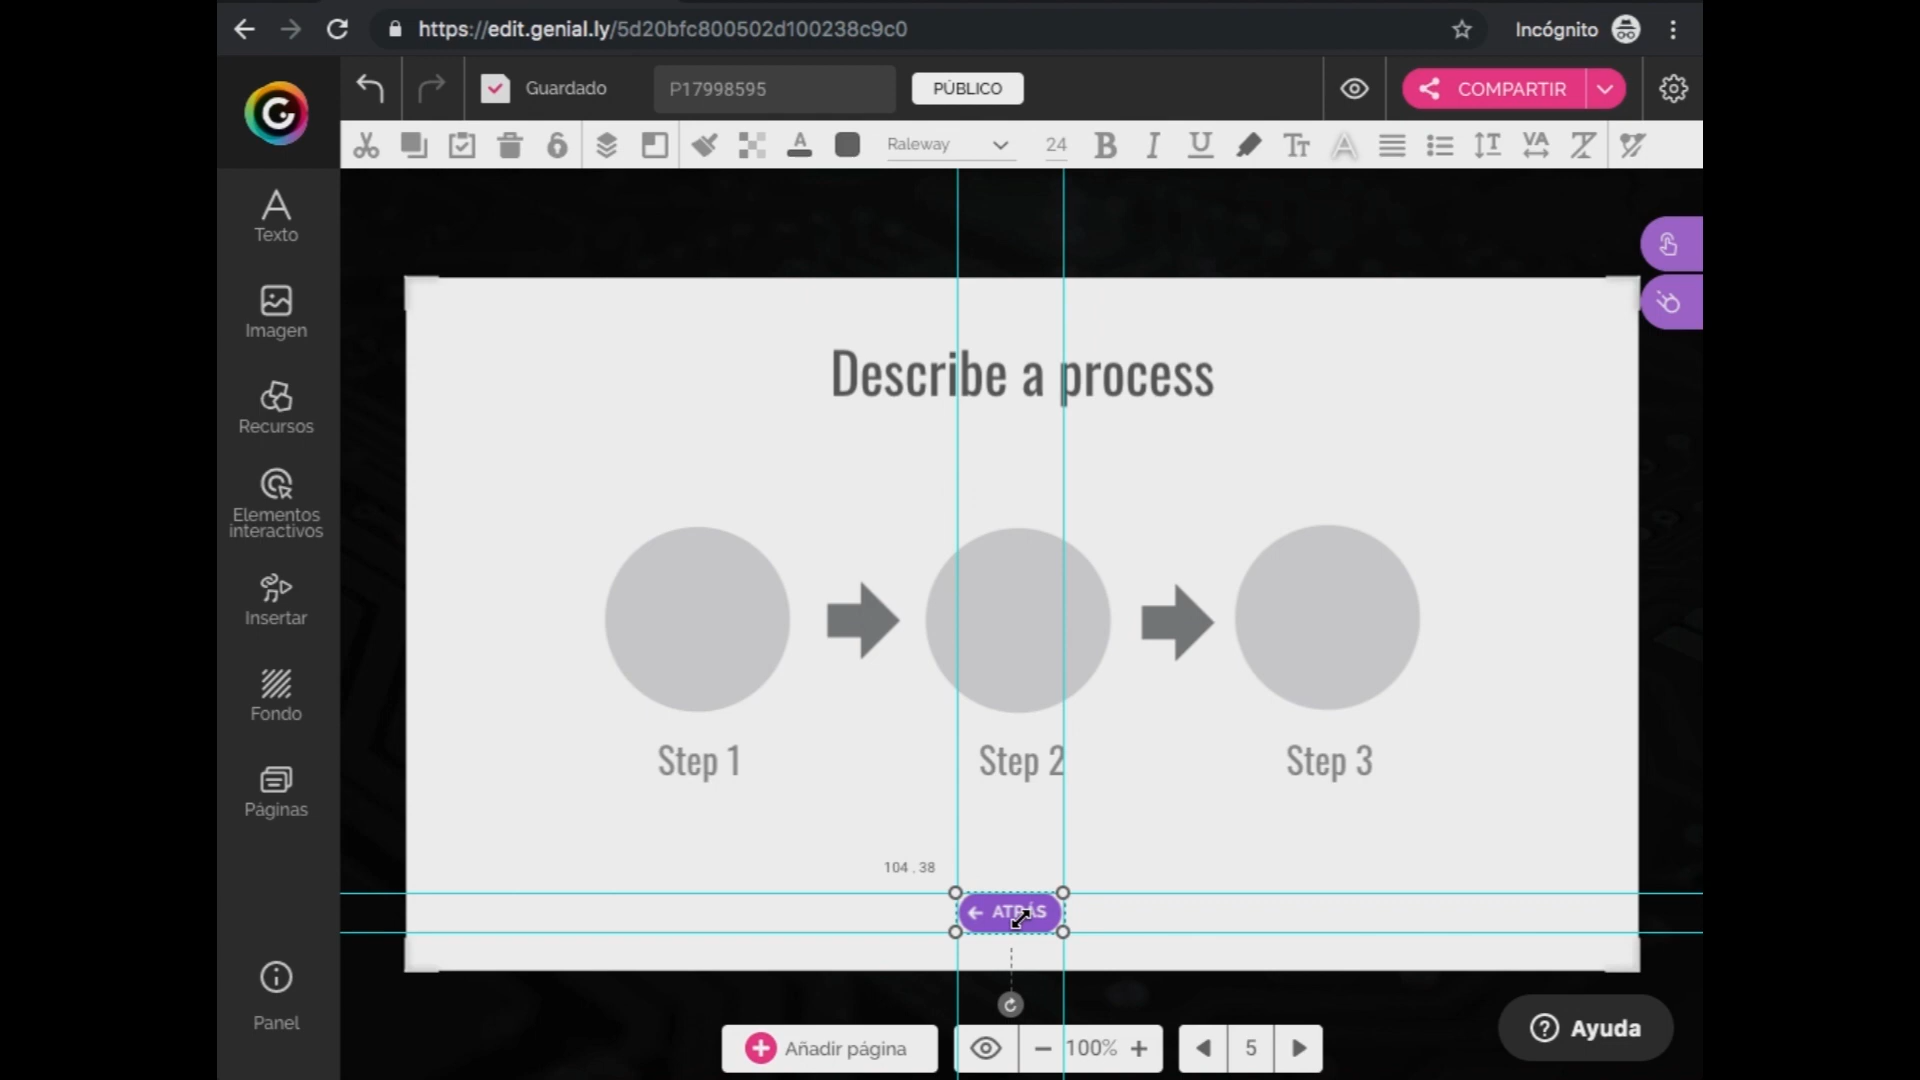 https://edit.genial.ly/5d20bfc800502d100238c9c0
Incógnito
Guardado
P17998595
PÚBLICO
COMPARTIR
Raleway
24
Texto
Imagen
Recursos
Elementos
interactivos
Insertar
Fondo
Páginas
Panel
Describe a process
Step 1
Step 2
Step 3
104 . 38
ATRÁS
Añadir página
100%
5
Ayuda